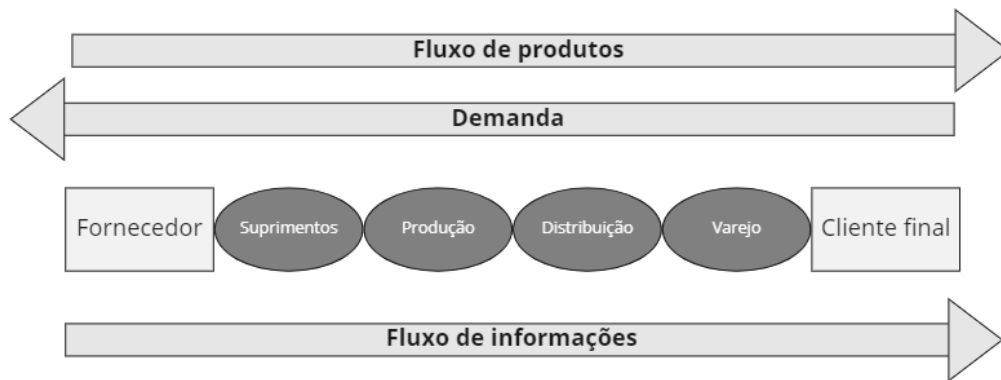 Fluxo de produtos
Demanda
Fornecedor Suprimentos Produção Distribuição Varejo Cliente final
Fluxo de informações